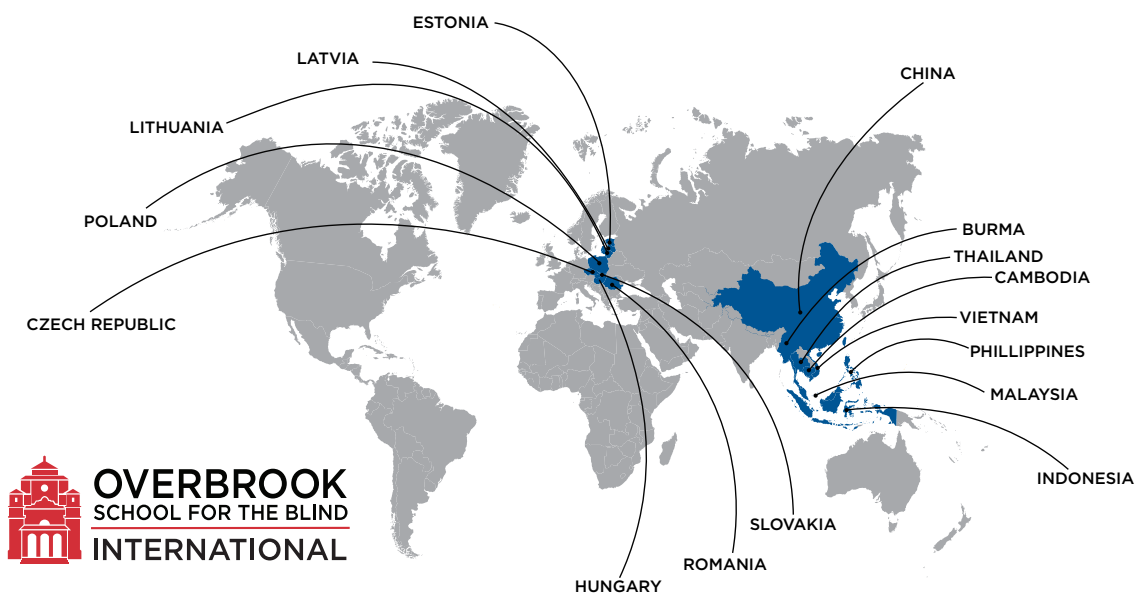 ESTONIA
LATVIA
CHINA
LITHUANIA
POLAND
BURMA
THAILAND
CAMBODIA
CZECH REPUBLIC
VIETNAM
PHILLIPPINES
MALAYSIA
INDONESIA
OVERBROOK
SCHOOL FOR THE BLIND
INTERNATIONAL
SLOVAKIA
ROMANIA
HUNGARY